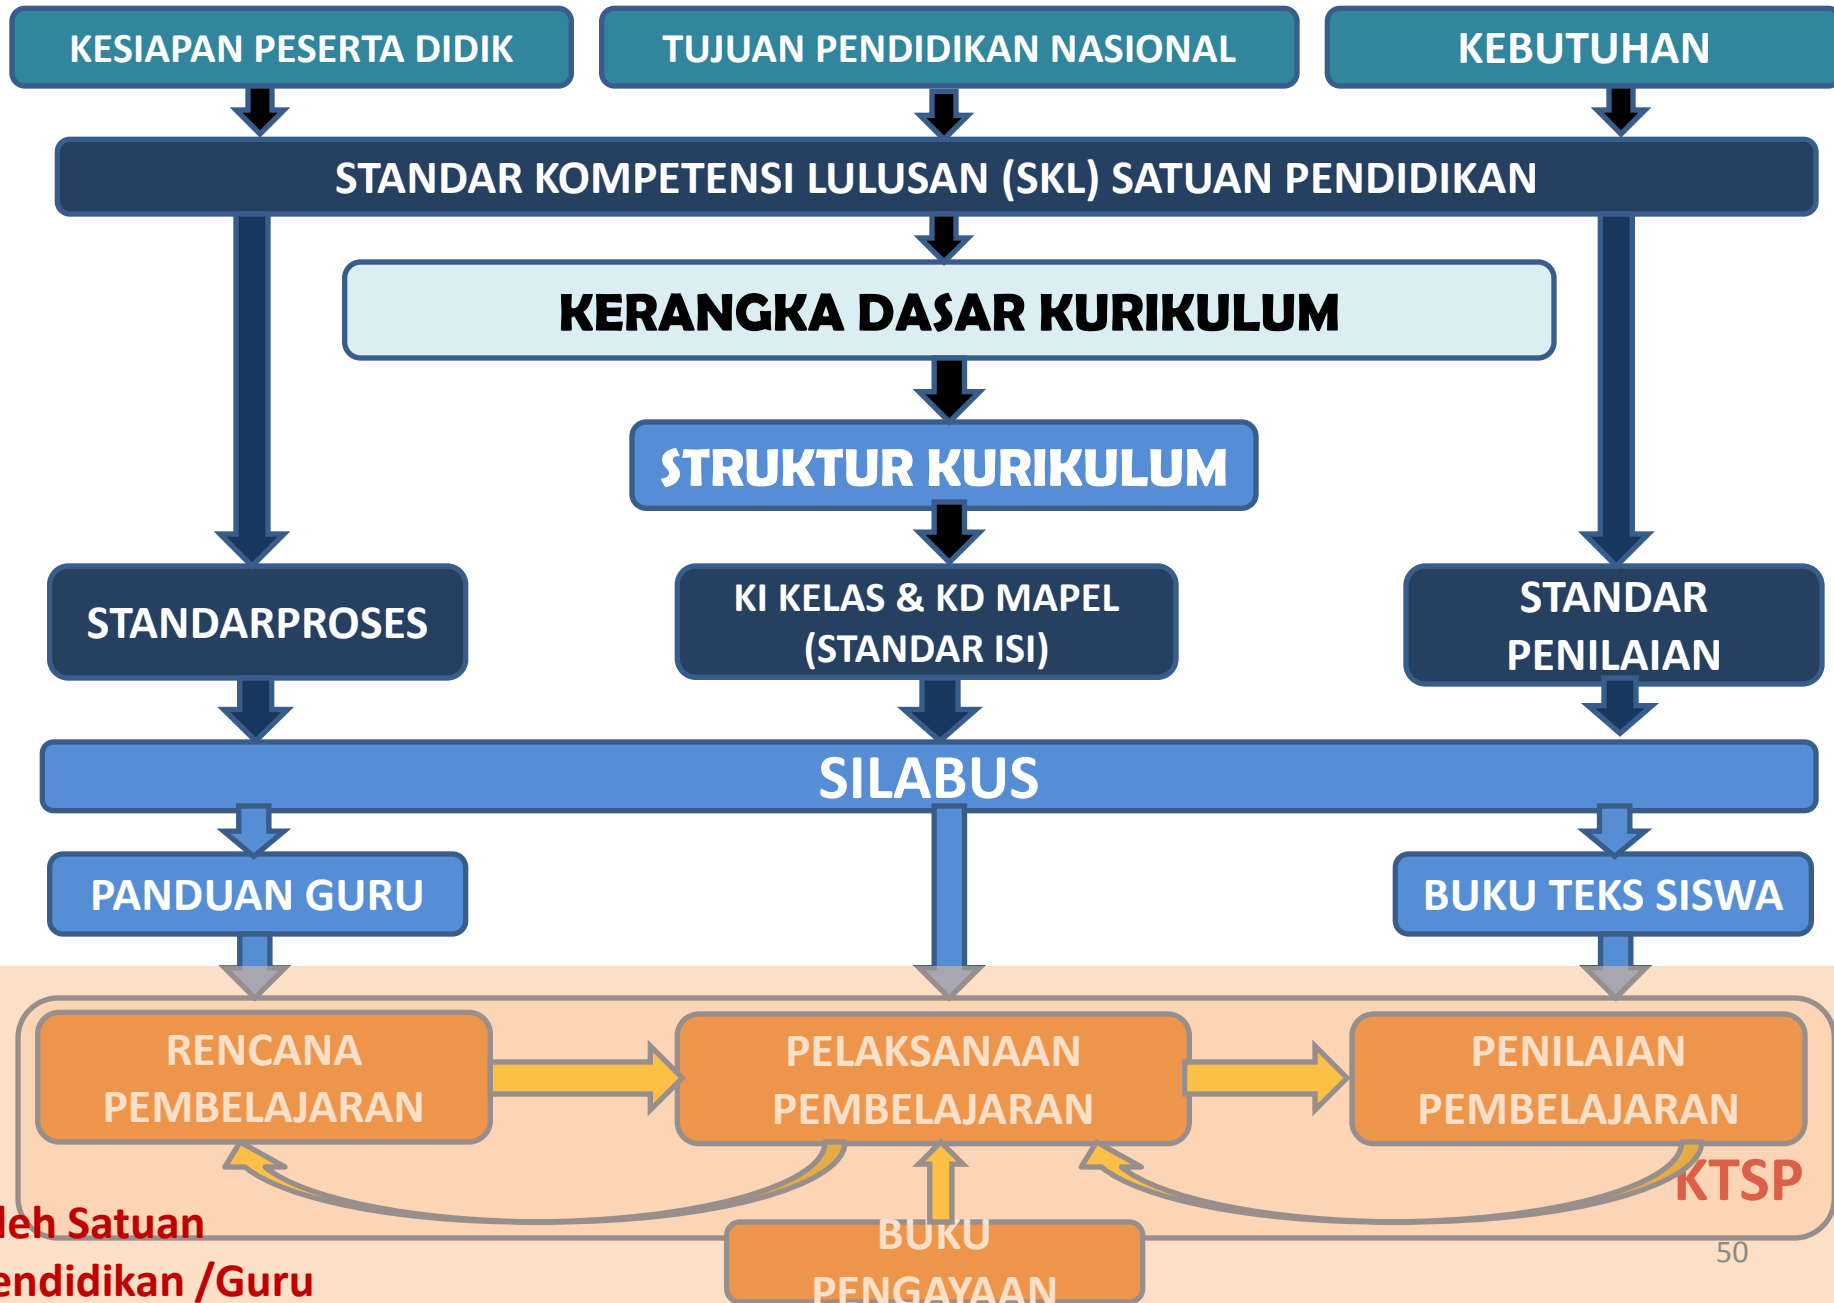 KESIAPAN PESERTA DIDIK
TUJUAN PENDIDIKAN NASIONAL
KEBUTUHAN
STANDAR KOMPETENSI LULUSAN (SKL) SATUAN PENDIDIKAN
KERANGKA DASAR KURIKULUM
STRUKTUR KURIKULUM
STANDARPROSES
KI KELAS & KD MAPEL
(STANDAR ISI)
STANDAR
PENILAIAN
SILABUS
PANDUAN GURU
BUKU TEKS SISWA
RENCANA
PEMBELAJARAN
PELAKSANAAN
PEMBELAJARAN
PENILAIAN
PEMBELAJARAN
KTSP
leh Satuan
endidikan /Guru
BUKU
PENGAYAAN
50